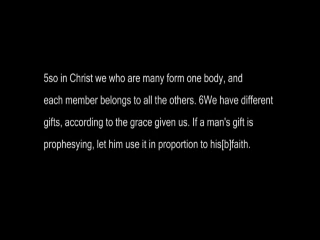 5so in Christ we who are many form one body, and
each member belongs to all the others. 6We have different
gifts, according to the grace given us. If a man's gift is
prophesying, let him use it in proportion to his[b]faith.